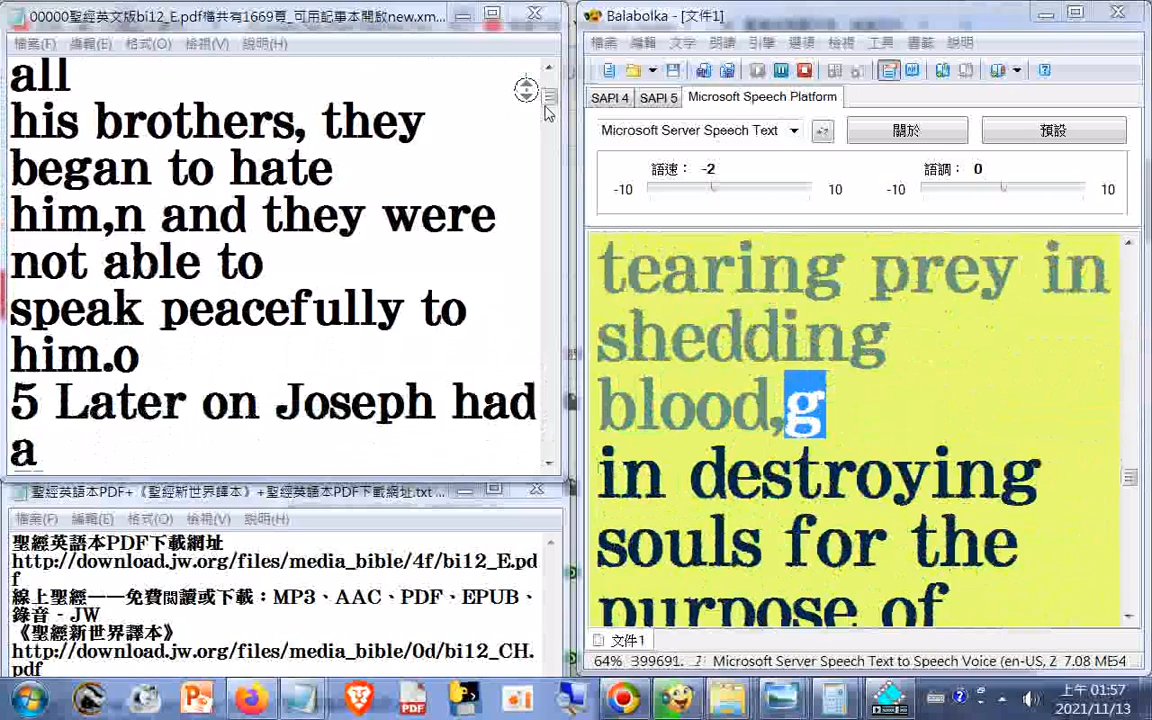 00000聖經英文版bi12_E.pdf檔共有1669頁_可用記事本開啟new.xm...
檔案(F) 編輯(E) 格式(O) 檢視(V) 說明(H)
all
his brothers, they
began to hate
him,n and they were
not able to
speak peacefully to
him.o
5 Later on Joseph had
a
聖經英語本PDF+《聖經新世界譯本》+聖經英語本PDF下載網址.txt ...
檔案(F) 編輯(E) 格式(O) 檢視(V) 說明(H)
聖經英語本PDF下載網址
http://download.jw.org/files/media_bible/4f/bi12_E.pd
f
線上聖經——免費閱讀或下載：MP3、AAC、PDF、EPUB、
錄音 - JW
《聖經新世界譯本》
http://download.jw.org/files/media_bible/0d/bi12_CH.
pdf
Balabolka - [文件1]
檔案 編輯 文字 朗讀 引擎 選項 檢視 工具 書籤 說明
SAPI 4 SAPI 5 Microsoft Speech Platform
Microsoft Server Speech Text 關於 預設
語速： -2 語調： 0
-10 10 -10 10
tearing prey in
shedding
blood,g
in destroying
souls for the
purpose of
文件1
64% Microsoft Server Speech Text to Speech Voice (en-US, Z 7.08 MB
上午 01:57
2021/11/13